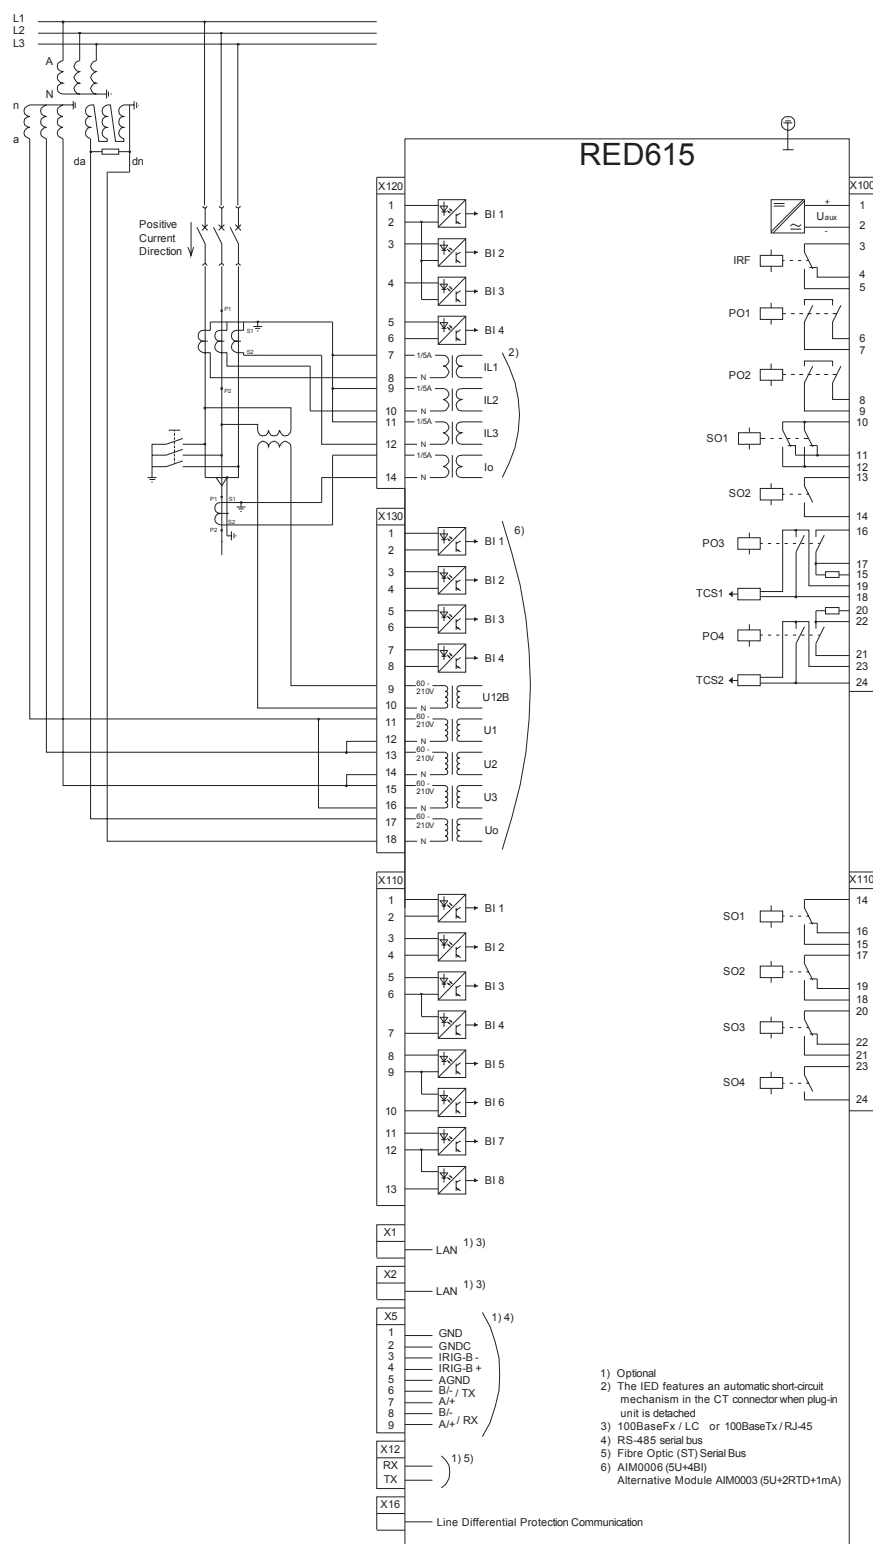 L1
L2
L3
A
N
n
a
da
dn
Positive
Current
Direction
P1
S1
S2
P2
P1
S1
S2
P2
RED615
X120
1
2
3
4
5
6
7
8
9
10
11
12
14
BI 1
BI 2
BI 3
BI 4
1/5A
N
IL1
2)
1/5A
N
IL2
1/5A
N
IL3
1/5A
N
Io
X130
1
2
3
4
5
6
7
8
9
10
11
12
13
14
15
16
17
18
BI 1
6)
BI 2
BI 3
BI 4
60 -
210V
N
U12B
60 -
210V
N
U1
60 -
210V
N
U2
60 -
210V
N
U3
60 -
210V
N
Uo
X110
1
2
3
4
5
6
7
8
9
10
11
12
13
BI 1
BI 2
BI 3
BI 4
BI 5
BI 6
BI 7
BI 8
X1
LAN 1) 3)
X2
LAN 1) 3)
X5
1) 4)
1 GND
2 GNDC
3 IRIG-B -
4 IRIG-B +
5 AGND
6 B/- / TX
7 A/+
8 B/- / RX
9 A/+
X12
RX
TX
1) 5)
X16
Line Differential Protection Communication
X100
+
Uaux
-
1
2
IRF
3
4
5
PO1
6
7
PO2
8
9
SO1
10
11
12
SO2
13
14
PO3
16
17
15
TCS1
19
18
PO4
20
22
21
23
TCS2
24
X110
SO1
14
16
15
SO2
17
19
18
SO3
20
22
21
SO4
23
24
1) Optional
2) The IED features an automatic short-circuit
mechanism in the CT connector when plug-in
unit is detached
3) 100BaseFx / LC or 100BaseTx / RJ-45
4) RS-485 serial bus
5) Fibre Optic (ST) Serial Bus
6) AIM0006 (5U+4BI)
Alternative Module AIM0003 (5U+2RTD+1mA)